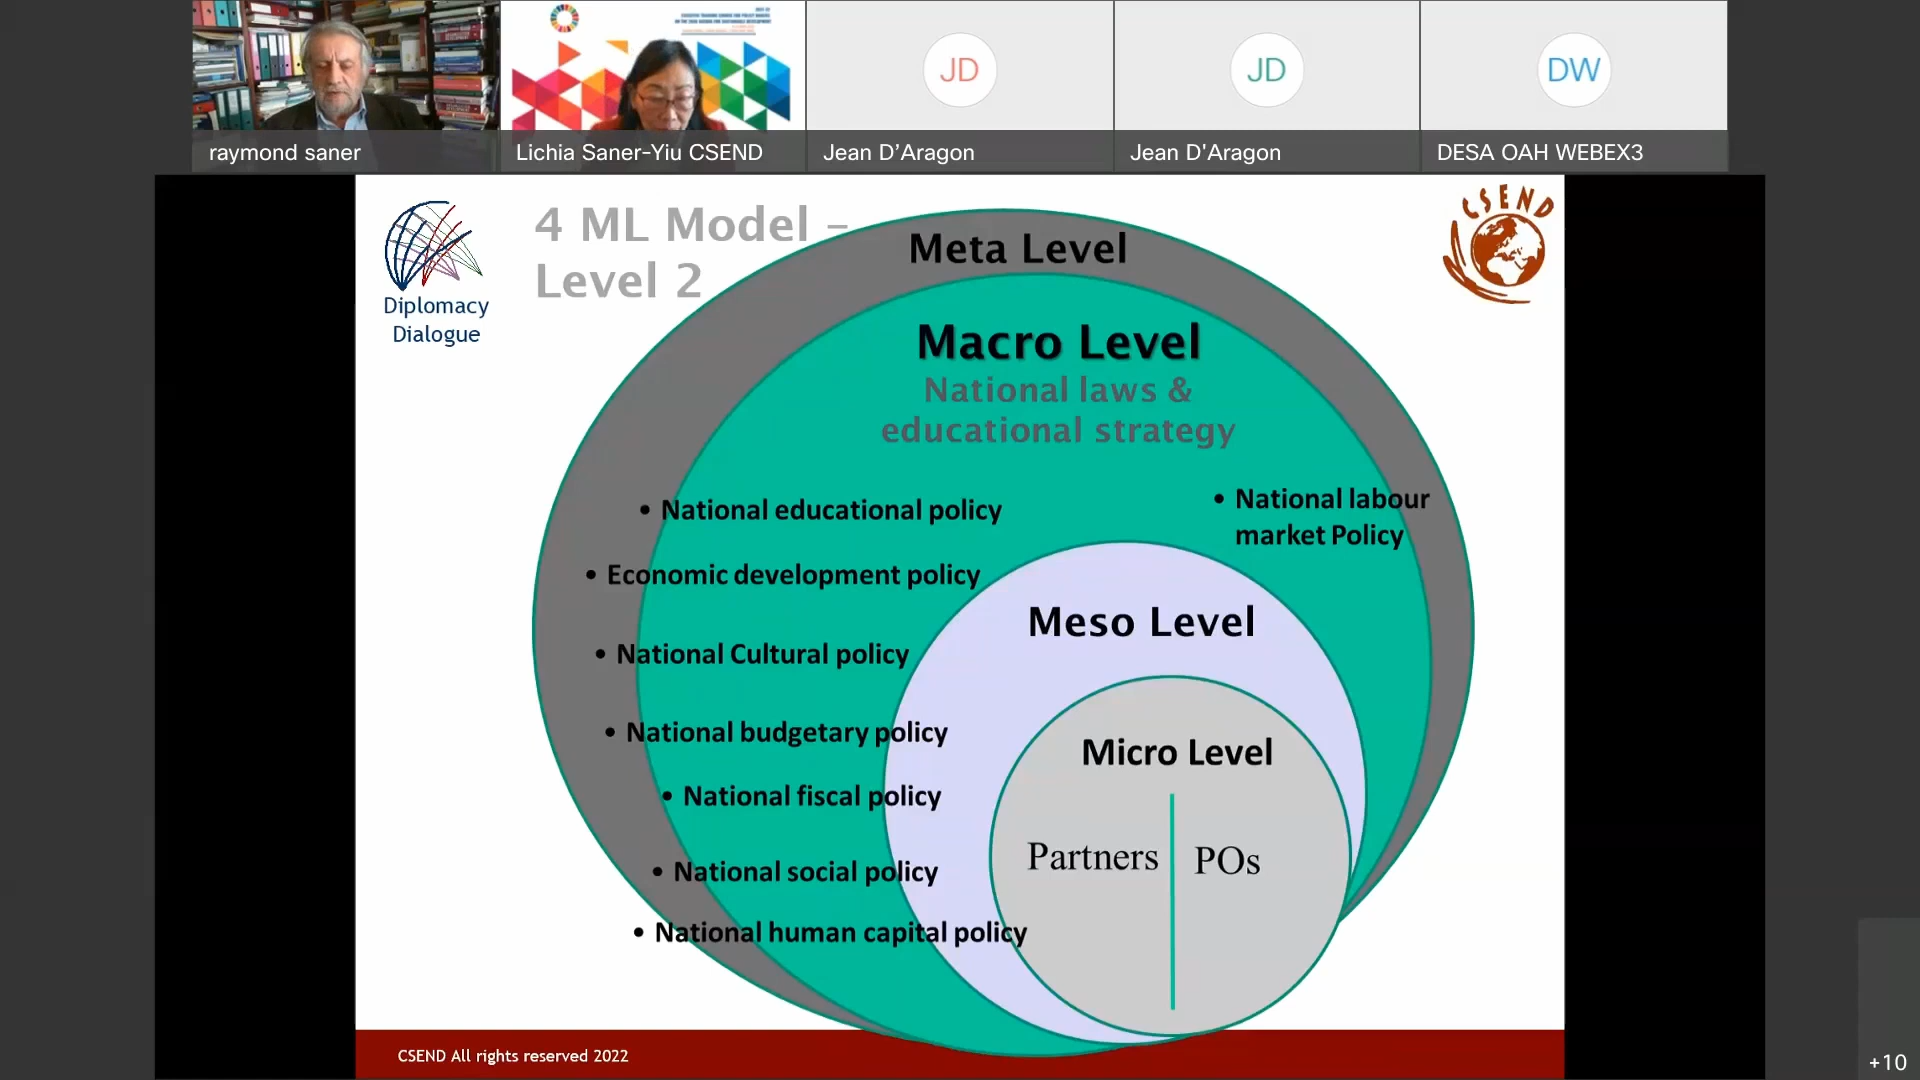 raymond saner
Lichia Saner-Yiu CSEND
JD
Jean D’Aragon
JD
Jean D'Aragon
DW
DESA OAH WEBEX3
Diplomacy
Dialogue
4 ML Model –
Level 2
CSEND
Meta Level
Macro Level
National laws &
educational strategy
• National educational policy
• National labour
market Policy
• Economic development policy
• National Cultural policy
• National budgetary policy
• National fiscal policy
• National social policy
• National human capital policy
Meso Level
Micro Level
Partners
POs
CSEND All rights reserved 2022
+10